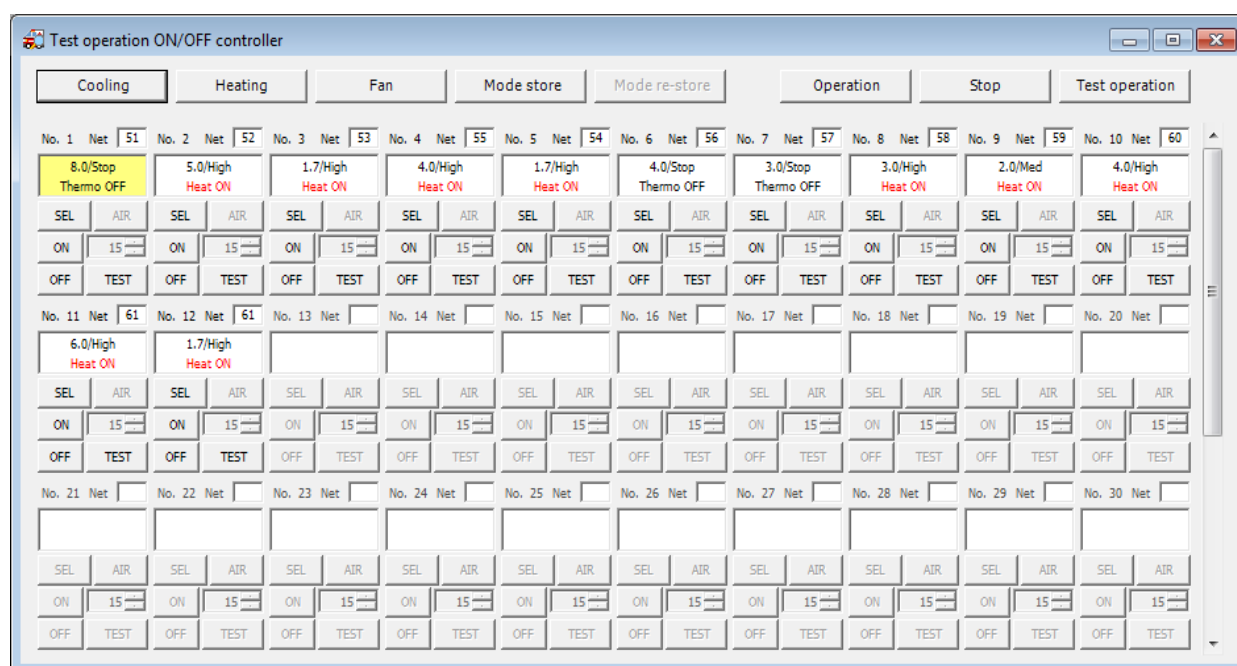 Test operation ON/OFF controller
Cooling Heating Fan Mode store Mode re-store Operation Stop Test operation
No. 1 Net 51 No. 2 Net 52 No. 3 Net 53 No. 4 Net 55 No. 5 Net 54 No. 6 Net 56 No. 7 Net 57 No. 8 Net 58 No. 9 Net 59 No. 10 Net 60
8.0/Stop 5.0/High 1.7/High 4.0/High 1.7/High 4.0/Stop 3.0/Stop 3.0/High 2.0/Med 4.0/High
Thermo OFF Heat ON Heat ON Heat ON Heat ON Thermo OFF Thermo OFF Heat ON Heat ON Heat ON
SEL AIR SEL AIR SEL AIR SEL AIR SEL AIR SEL AIR SEL AIR SEL AIR SEL AIR SEL AIR
ON 15 ON 15 ON 15 ON 15 ON 15 ON 15 ON 15 ON 15 ON 15 ON 15
OFF TEST OFF TEST OFF TEST OFF TEST OFF TEST OFF TEST OFF TEST OFF TEST OFF TEST OFF TEST
No. 11 Net 61 No. 12 Net 61 No. 13 Net No. 14 Net No. 15 Net No. 16 Net No. 17 Net No. 18 Net No. 19 Net No. 20 Net
6.0/High 1.7/High
Heat ON Heat ON
SEL AIR SEL AIR SEL AIR SEL AIR SEL AIR SEL AIR SEL AIR SEL AIR SEL AIR SEL AIR
ON 15 ON 15 ON 15 ON 15 ON 15 ON 15 ON 15 ON 15 ON 15 ON 15
OFF TEST OFF TEST OFF TEST OFF TEST OFF TEST OFF TEST OFF TEST OFF TEST OFF TEST OFF TEST
No. 21 Net No. 22 Net No. 23 Net No. 24 Net No. 25 Net No. 26 Net No. 27 Net No. 28 Net No. 29 Net No. 30 Net
SEL AIR SEL AIR SEL AIR SEL AIR SEL AIR SEL AIR SEL AIR SEL AIR SEL AIR SEL AIR
ON 15 ON 15 ON 15 ON 15 ON 15 ON 15 ON 15 ON 15 ON 15 ON 15
OFF TEST OFF TEST OFF TEST OFF TEST OFF TEST OFF TEST OFF TEST OFF TEST OFF TEST OFF TEST